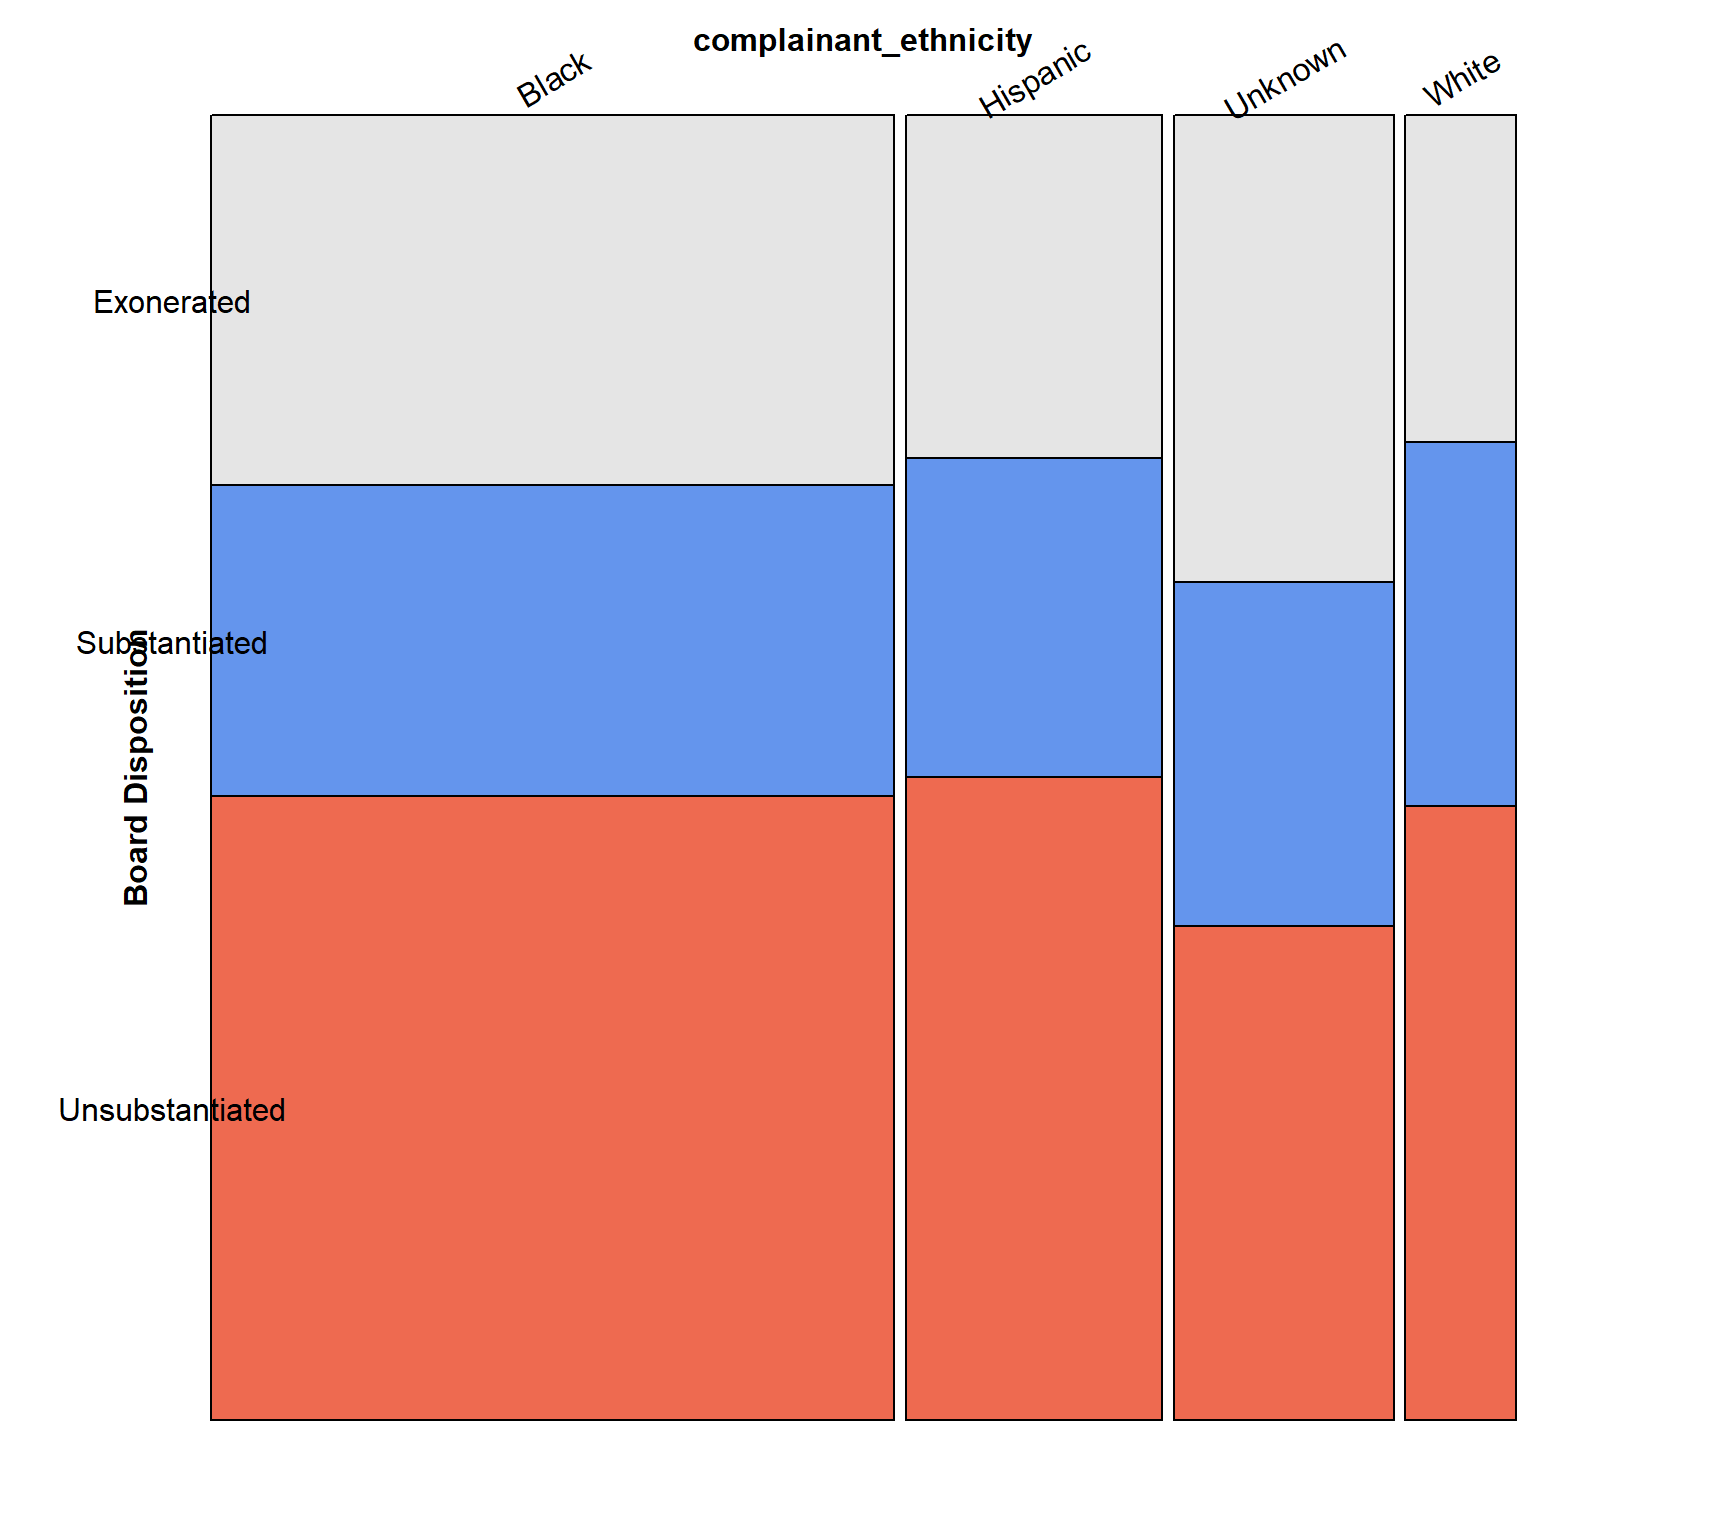 complainant_ethnicity
Black
Hispanic
Unknown
White
Exonerated
Substantiated
Board Disposition
Unsubstantiated